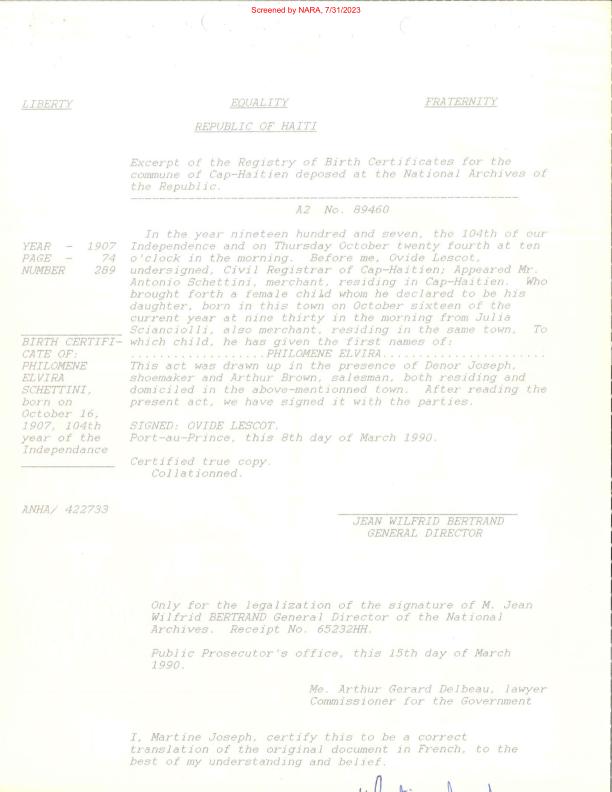 Screened by NARA, 7/31/2023
LIBERTY EQUALITY FRATERNITY
REPUBLIC OF HAITI
Excerpt of the Registry of Birth Certificates for the
commune of Cap-Haitien deposed at the National Archives of
the Republic.
A2 No. 89460
YEAR - 1907
PAGE - 74
NUMBER 289
In the year nineteen hundred and seven, the 104th of our
Independence and on Thursday October twenty fourth at ten
o'clock in the morning. Before me, Ovide Lescot,
undersigned, Civil Registrar of Cap-Haitien; Appeared Mr.
Antonio Schettini, merchant, residing in Cap-Haitien. Who
brought forth a female child whom he declared to be his
daughter, born in this town on October sixteen of the
current year at nine thirty in the morning from Julia
Scianciolli, also merchant, residing in the same town. To
which child, he has given the first names of:
...................PHILOMENE ELVIRA.......................
This act was drawn up in the presence of Denor Joseph,
shoemaker and Arthur Brown, salesman, both residing and
domiciled in the above-mentionned town. After reading the
present act, we have signed it with the parties.
BIRTH CERTIFI-
CATE OF:
PHILOMENE
ELVIRA
SCHETTINI,
born on
October 16,
1907, 104th
year of the
Independance
SIGNED: OVIDE LESCOT.
Port-au-Prince, this 8th day of March 1990.
Certified true copy.
Collationned.
ANHA/ 422733
JEAN WILFRID BERTRAND
GENERAL DIRECTOR
Only for the legalization of the signature of M. Jean
Wilfrid BERTRAND General Director of the National
Archives. Receipt No. 65232HH.
Public Prosecutor's office, this 15th day of March
1990.
Me. Arthur Gerard Delbeau, lawyer
Commissioner for the Government
I, Martine Joseph, certify this to be a correct
translation of the original document in French, to the
best of my understanding and belief.